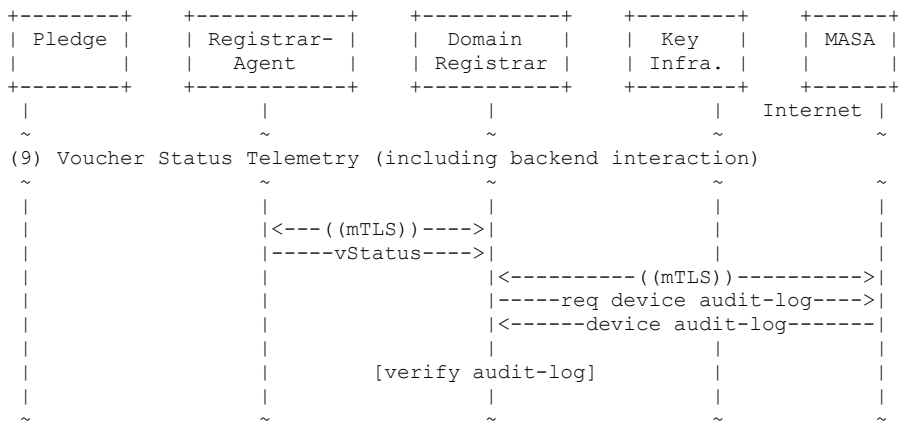 +--------+     +------------+     +-----------+     +--------+     +------+
| Pledge |     | Registrar- |     |  Domain   |     |  Key   |     | MASA |
|        |     |   Agent    |     | Registrar |     | Infra. |     |      |
+--------+     +------------+     +-----------+     +--------+     +------+
 |                   |                  |                  |   Internet |
 ~                   ~                  ~                  ~            ~
(9) Voucher Status Telemetry (including backend interaction)
 ~                   ~                  ~                  ~            ~
 |                   |                  |                  |            |
 |                   |<---((mTLS))---->|                  |            |
 |                   |-----vStatus---->|                  |            |
 |                   |                  |<----------((mTLS))---------->|
 |                   |                  |-----req device audit-log---->|
 |                   |                  |<------device audit-log-------|
 |                   |                  |                  |            |
 |                   |        [verify audit-log]           |            |
 |                   |                  |                  |            |
 ~                   ~                  ~                  ~            ~